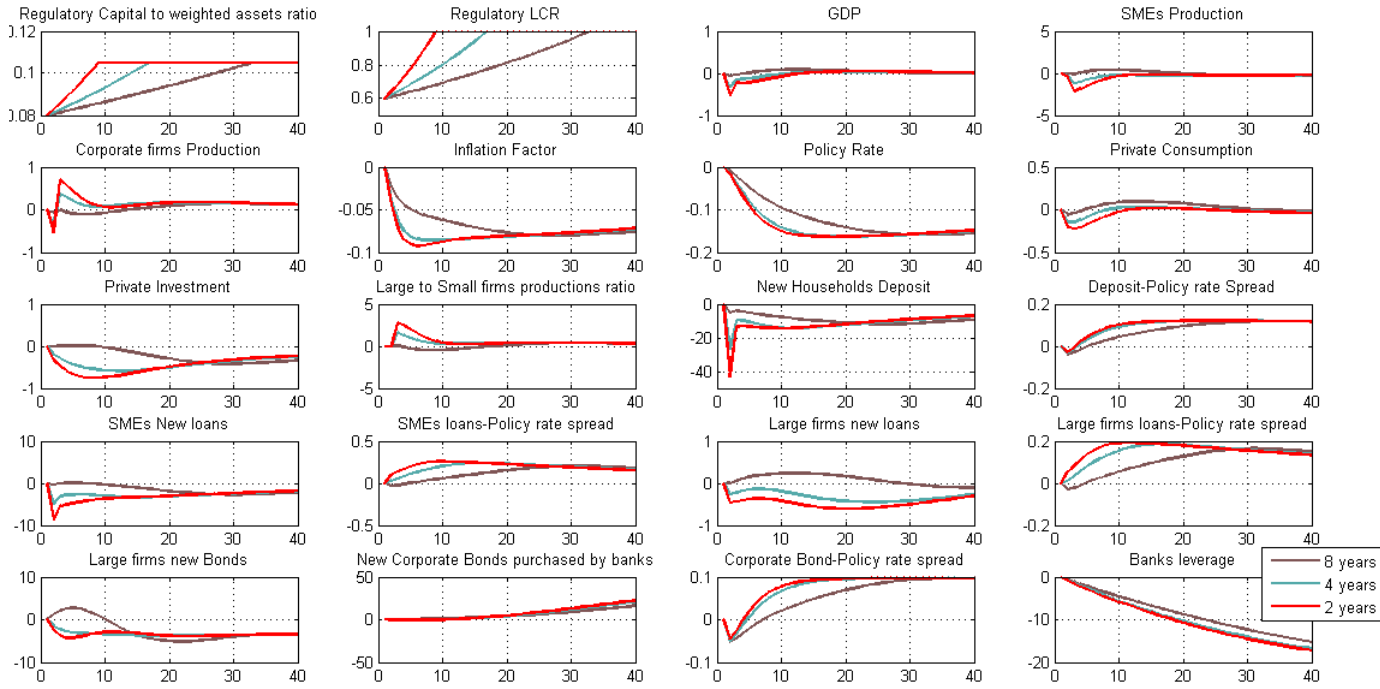 Regulatory Capital to weighted assets ratio
0.12
0.1
0.08
0 10 20 30 40
Regulatory LCR
1
0.8
0.6
0 10 20 30 40
GDP
1
0
-1
0 10 20 30 40
SMEs Production
5
0
-5
0 10 20 30 40
Corporate firms Production
1
0
-1
0 10 20 30 40
Inflation Factor
0
-0.05
-0.1
0 10 20 30 40
Policy Rate
0
-0.1
-0.2
0 10 20 30 40
Private Consumption
0.5
0
-0.5
0 10 20 30 40
Private Investment
1
0
-1
0 10 20 30 40
Large to Small firms productions ratio
5
0
-5
0 10 20 30 40
New Households Deposit
0
-20
-40
0 10 20 30 40
Deposit-Policy rate Spread
0.2
0
-0.2
0 10 20 30 40
SMEs New loans
10
0
-10
0 10 20 30 40
SMEs loans-Policy rate spread
0.5
0
-0.5
0 10 20 30 40
Large firms new loans
1
0
-1
0 10 20 30 40
Large firms loans-Policy rate spread
0.2
0
-0.2
0 10 20 30 40
Large firms new Bonds
10
0
-10
0 10 20 30 40
New Corporate Bonds purchased by banks
50
0
-50
0 10 20 30 40
Corporate Bond-Policy rate spread
0.1
0
-0.1
0 10 20 30 40
Banks leverage
0
-10
-20
0 10 20 30 40
8 years
4 years
2 years